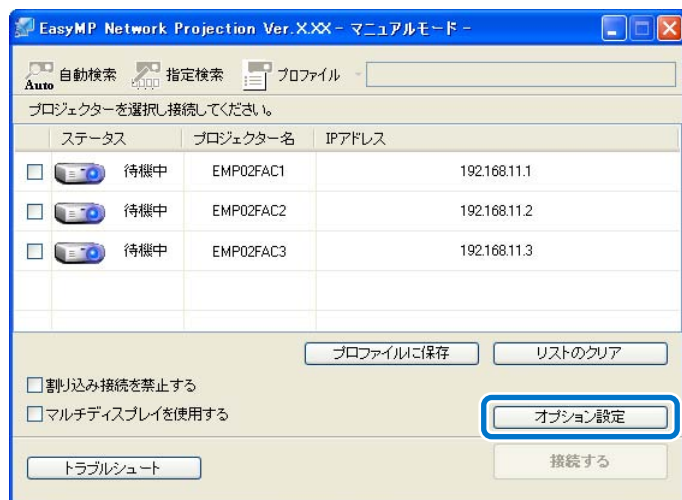 EasyMP Network Projection Ver.X.XX - マニュアルモード -
Auto 自動検索 指定検索 プロファイル
プロジェクターを選択し接続してください。
ステータス プロジェクター名 IPアドレス
待機中 EMP02FAC1 192.168.11.1
待機中 EMP02FAC2 192.168.11.2
待機中 EMP02FAC3 192.168.11.3
プロファイルに保存 リストのクリア
割り込み接続を禁止する
マルチディスプレイを使用する オプション設定
トラブルシュート 接続する